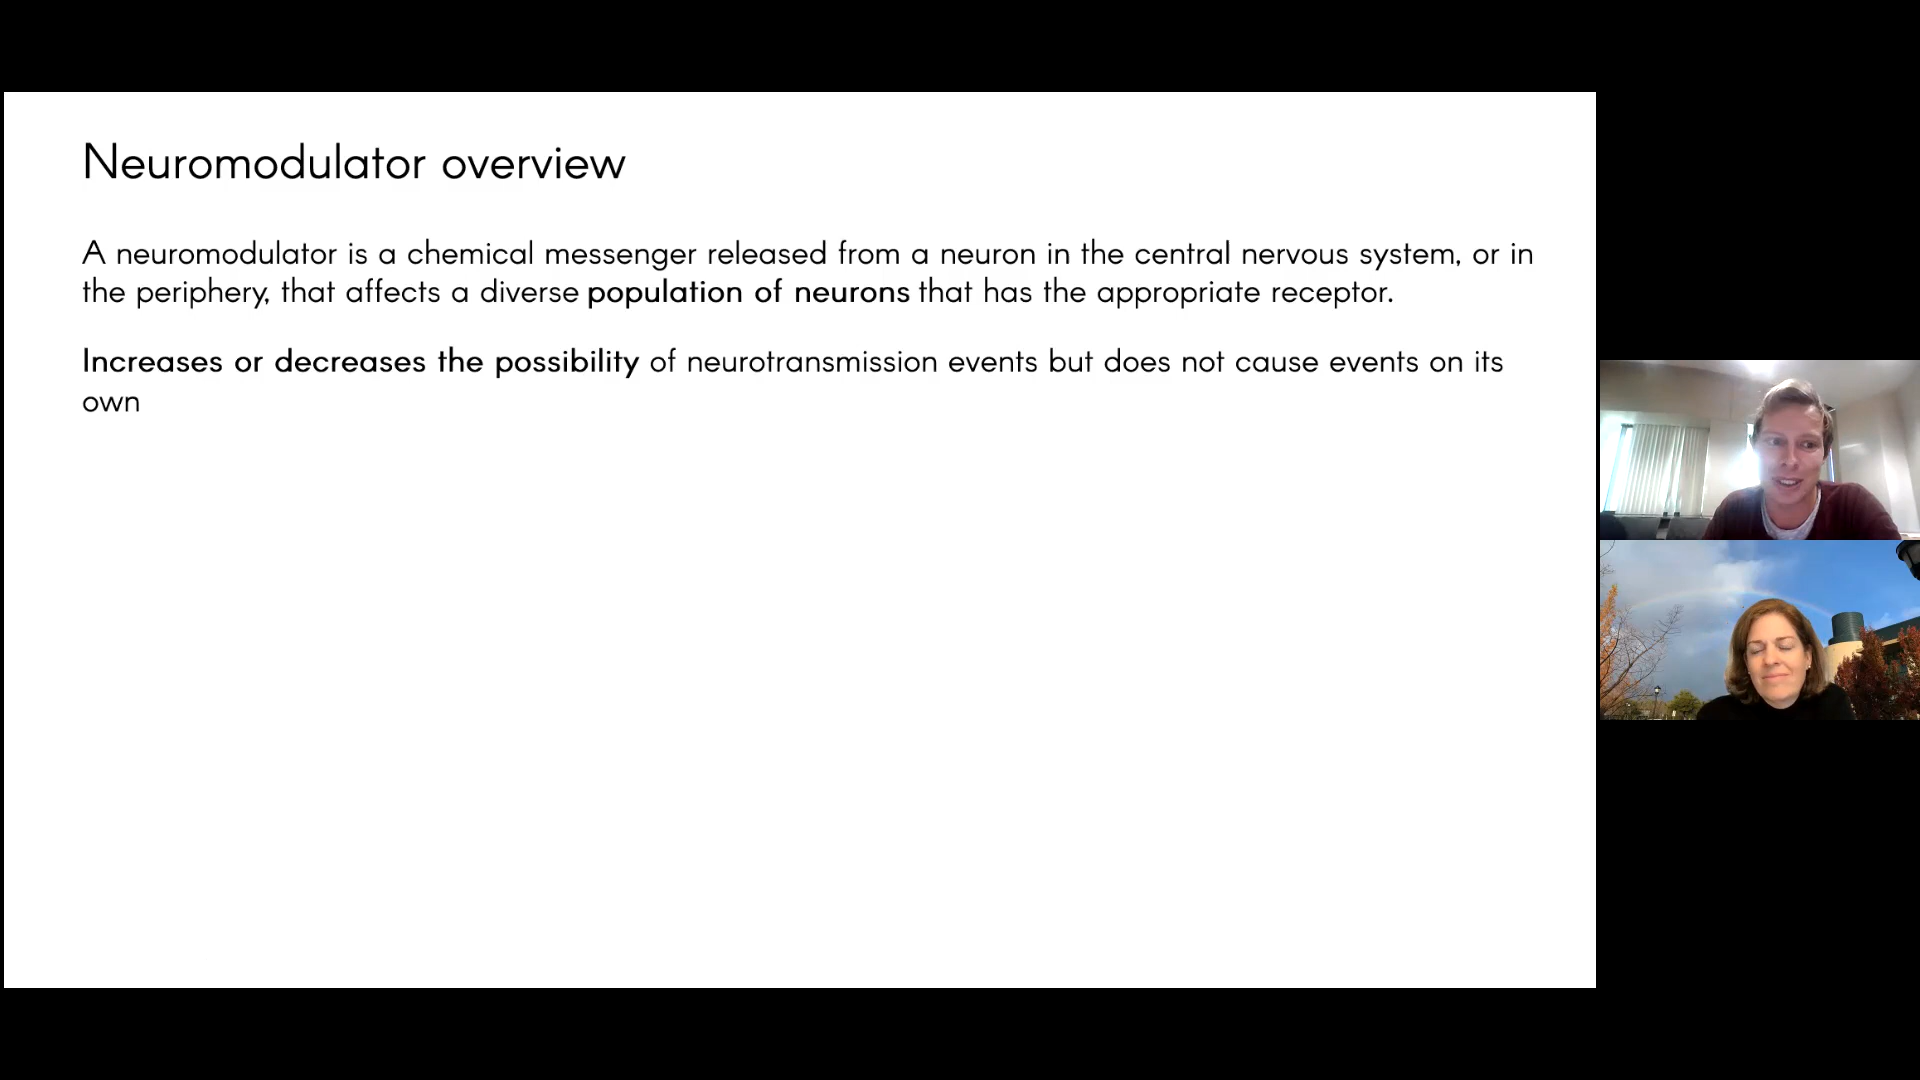 Neuromodulator overview
A neuromodulator is a chemical messenger released from a neuron in the central nervous system, or in
the periphery, that affects a diverse population of neurons that has the appropriate receptor.
Increases or decreases the possibility of neurotransmission events but does not cause events on its
own